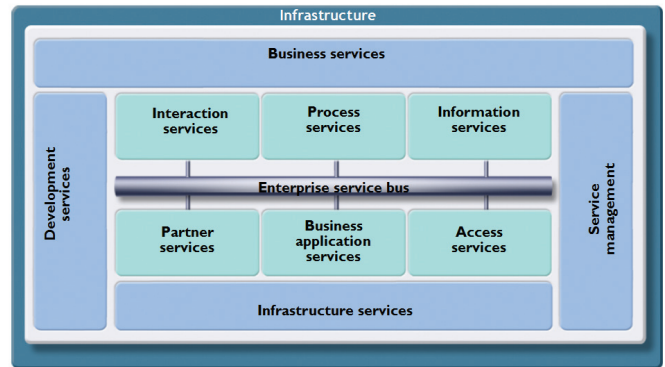 Infrastructure
Business services
Development
services
Interaction
services
Process
services
Information
services
Service
management
Enterprise service bus
Partner
services
Business
application
services
Access
services
Infrastructure services